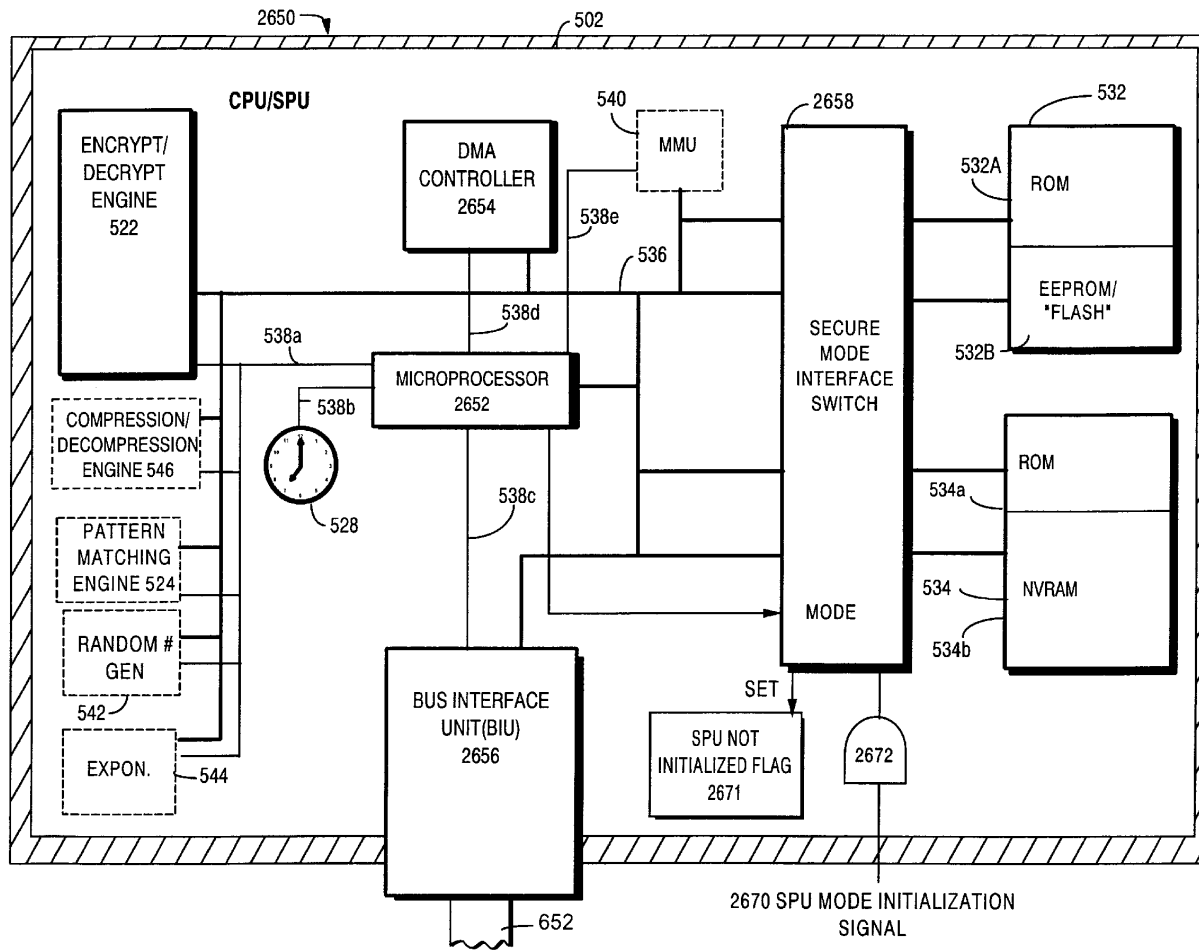 2650
502
CPU/SPU
ENCRYPT/
DECRYPT
ENGINE
522
DMA
CONTROLLER
2654
540
MMU
2658
532
532A
ROM
538e
536
EEPROM/
"FLASH"
532B
538d
538a
SECURE
MODE
INTERFACE
SWITCH
MICROPROCESSOR
2652
538b
COMPRESSION/
DECOMPRESSION
ENGINE 546
528
538c
ROM
534a
PATTERN
MATCHING
ENGINE 524
534
NVRAM
534b
MODE
RANDOM #
GEN
542
BUS INTERFACE
UNIT(BIU)
2656
SET
SPU NOT
INITIALIZED FLAG
2671
2672
EXPON.
544
652
2670 SPU MODE INITIALIZATION
SIGNAL